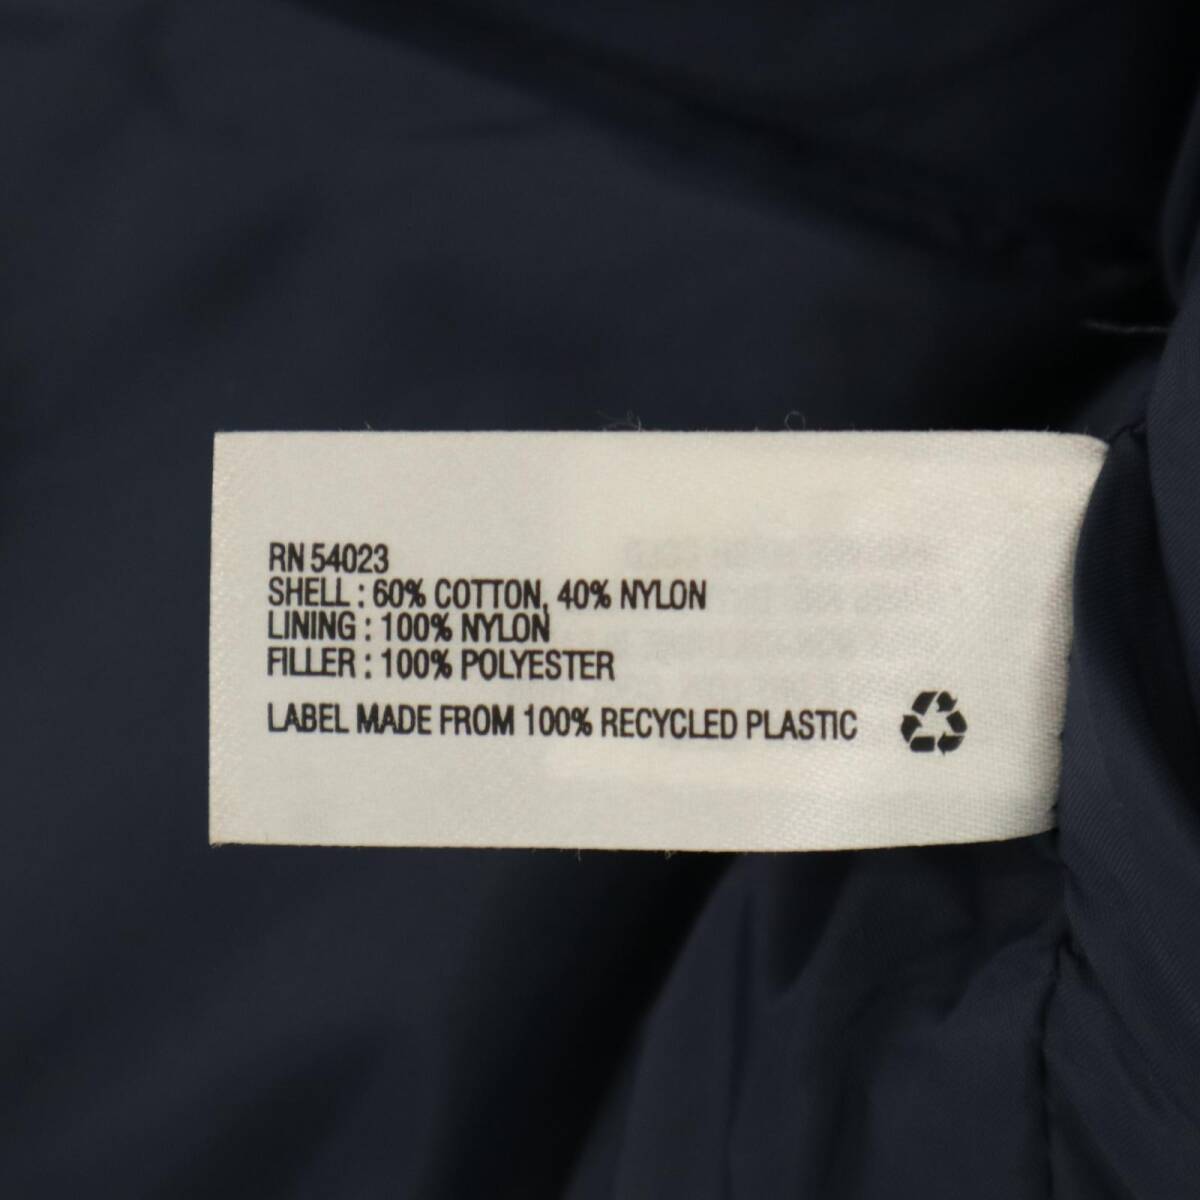 RN 54023
SHELL : 60% COTTON, 40% NYLON
LINING : 100% NYLON
FILLER : 100% POLYESTER
LABEL MADE FROM 100% RECYCLED PLASTIC